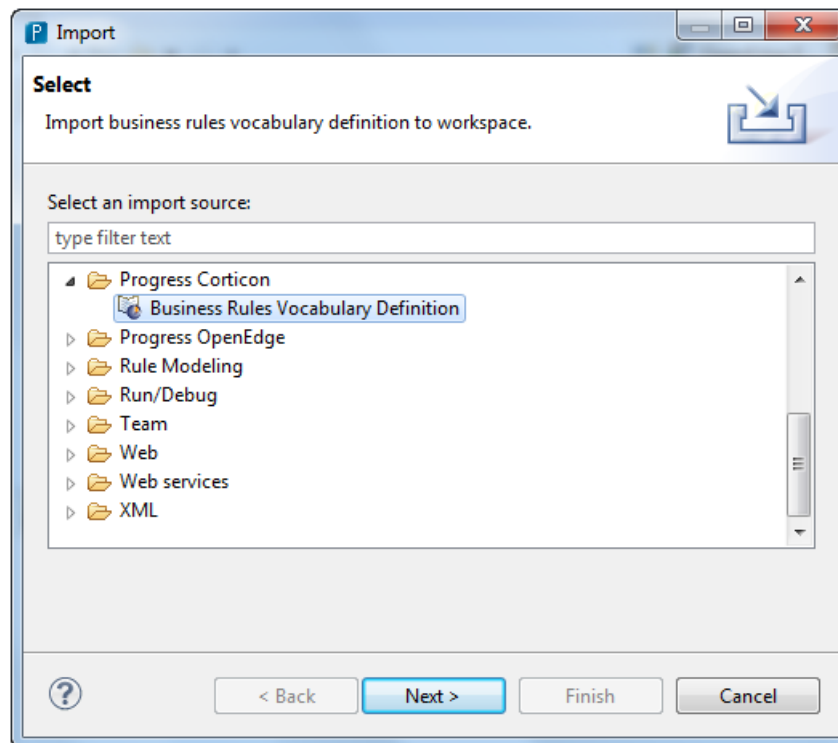 Import
Select
Import business rules vocabulary definition to workspace.
Select an import source:
type filter text
Progress Corticon
Business Rules Vocabulary Definition
Progress OpenEdge
Rule Modeling
Run/Debug
Team
Web
Web services
XML
? < Back Next > Finish Cancel